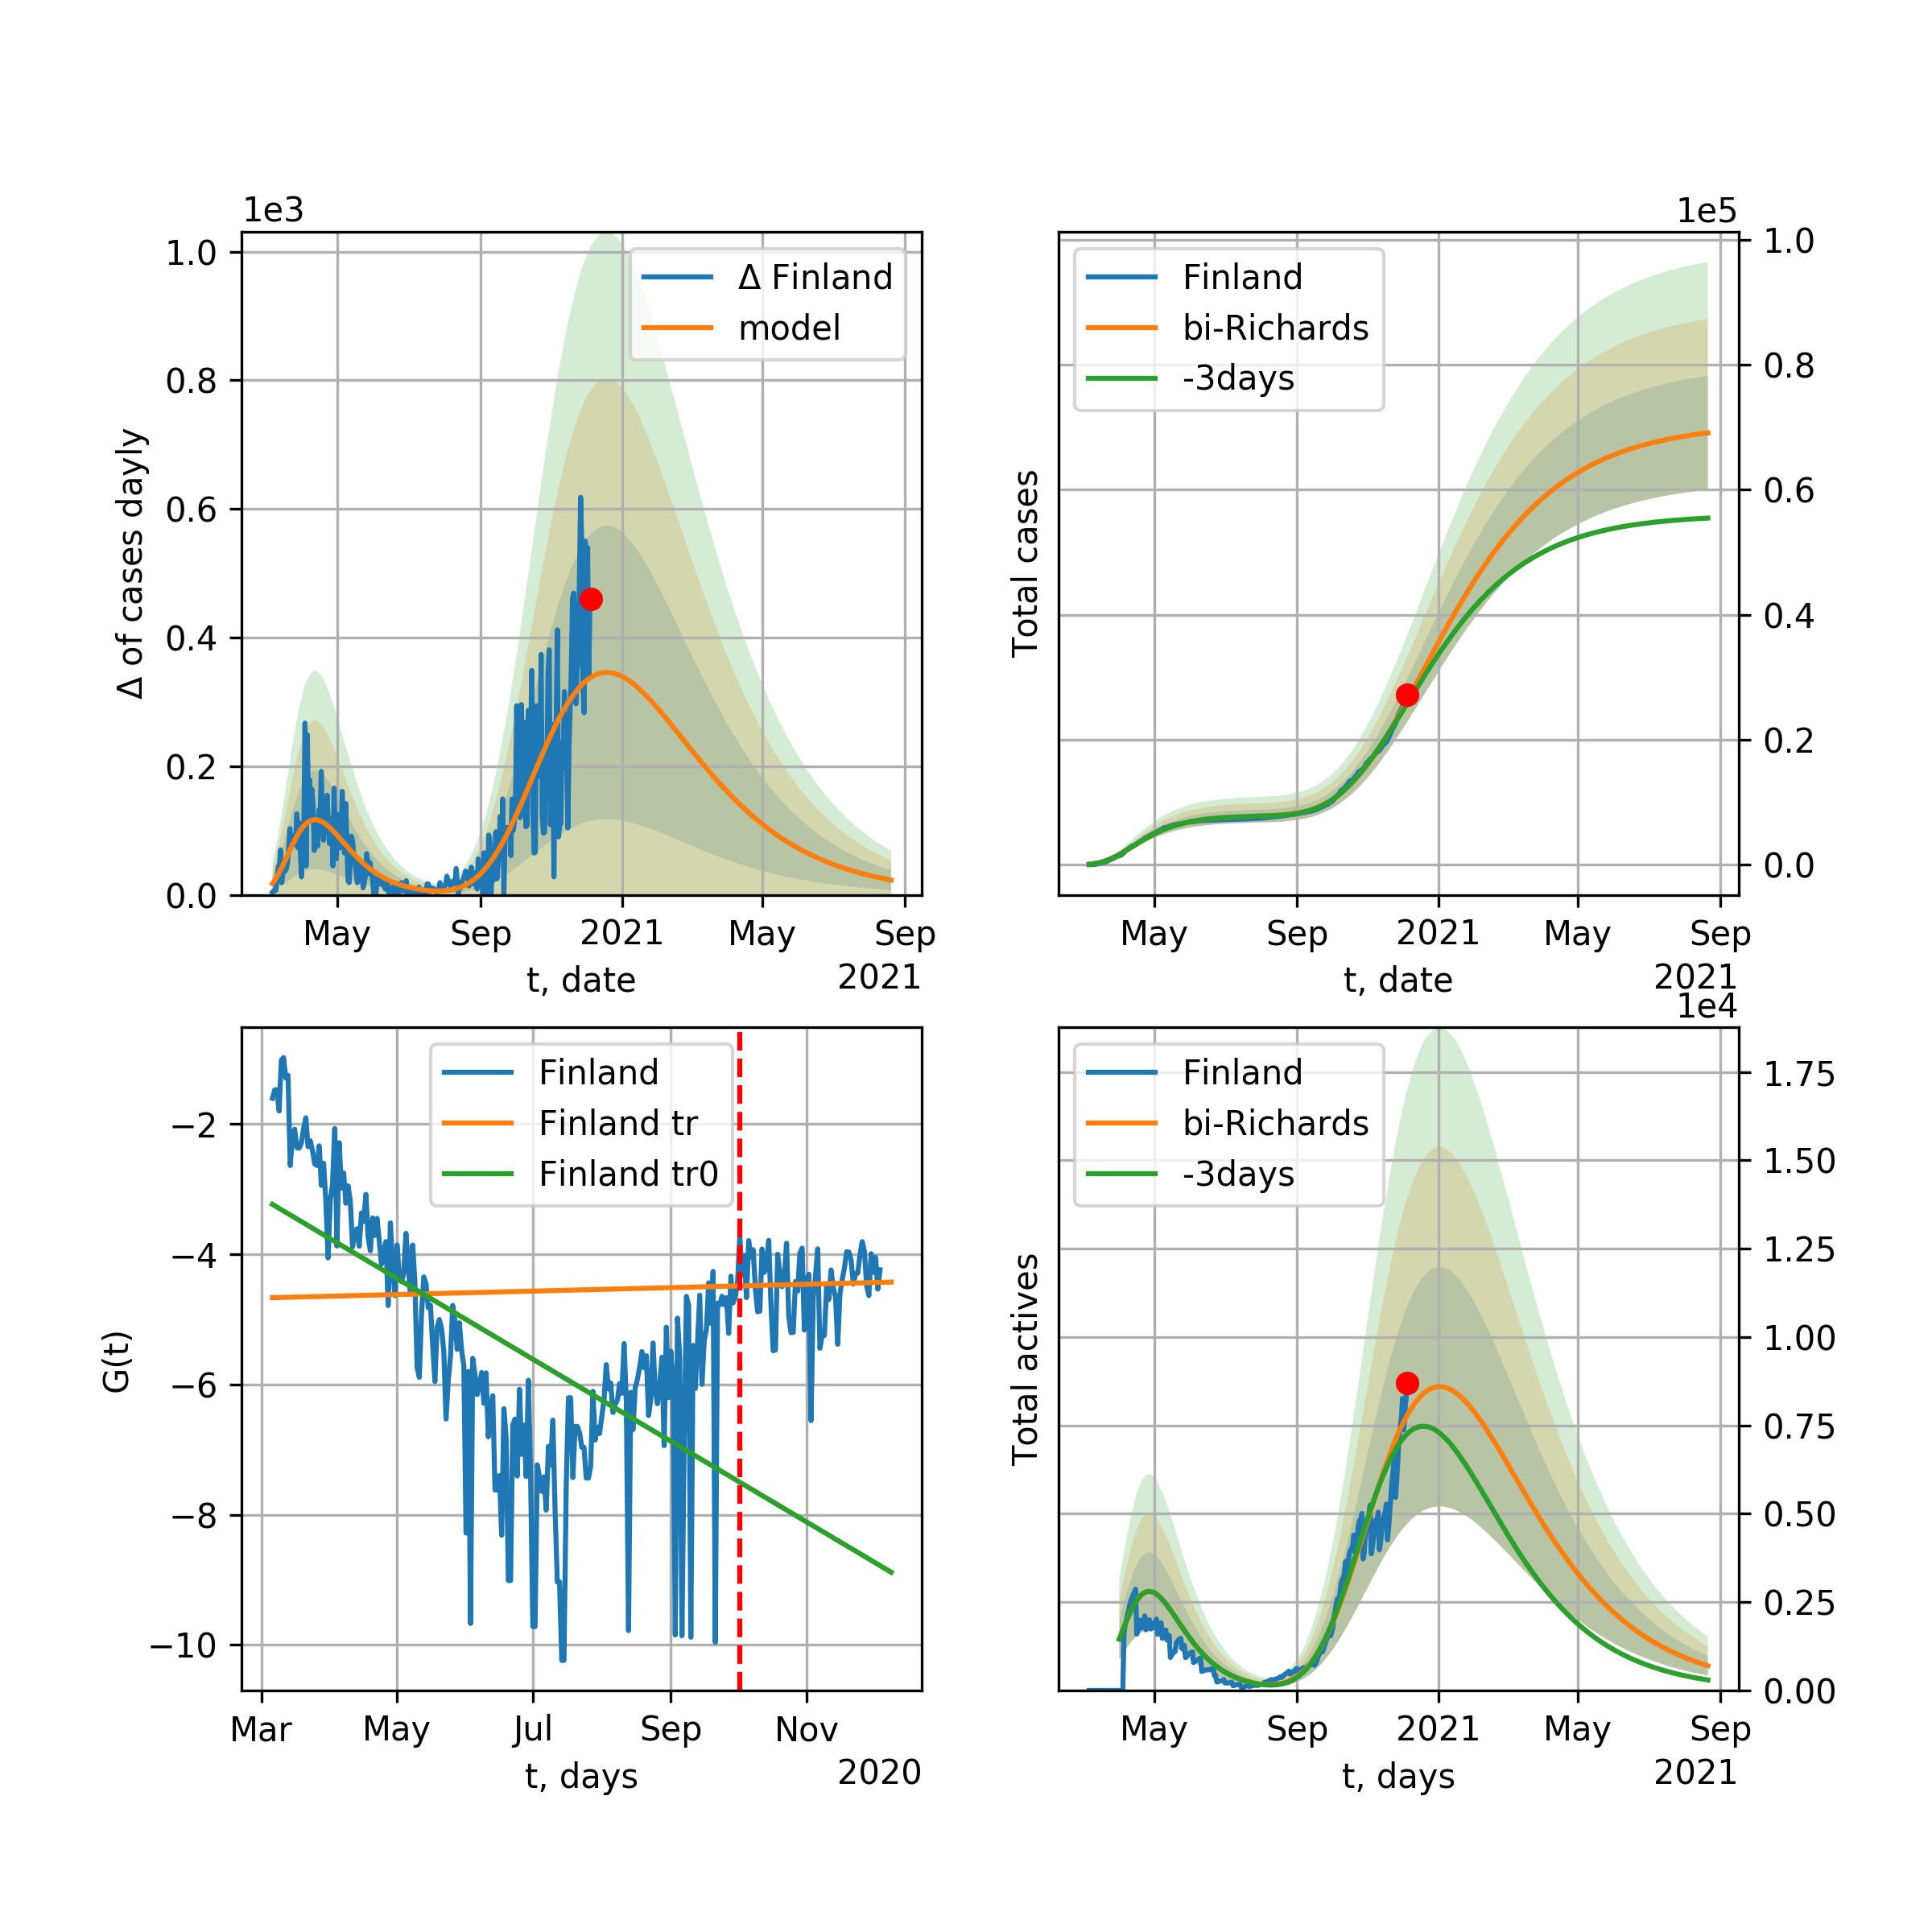 1e3
Δ of cases dayly
1.0
0.8
0.6
0.4
0.2
0.0
Δ Finland
model
May
Sep
2021
May
Sep
t, date
2021
1e5
Total cases
Finland
bi-Richards
-3days
1.0
0.8
0.6
0.4
0.2
0.0
May
Sep
2021
May
Sep
t, date
2021
G(t)
−2
−4
−6
−8
−10
Finland
Finland tr
Finland tr0
Mar
May
Jul
Sep
Nov
t, days
2020
1e4
Total actives
Finland
bi-Richards
-3days
1.75
1.50
1.25
1.00
0.75
0.50
0.25
0.00
May
Sep
2021
May
Sep
t, days
2021